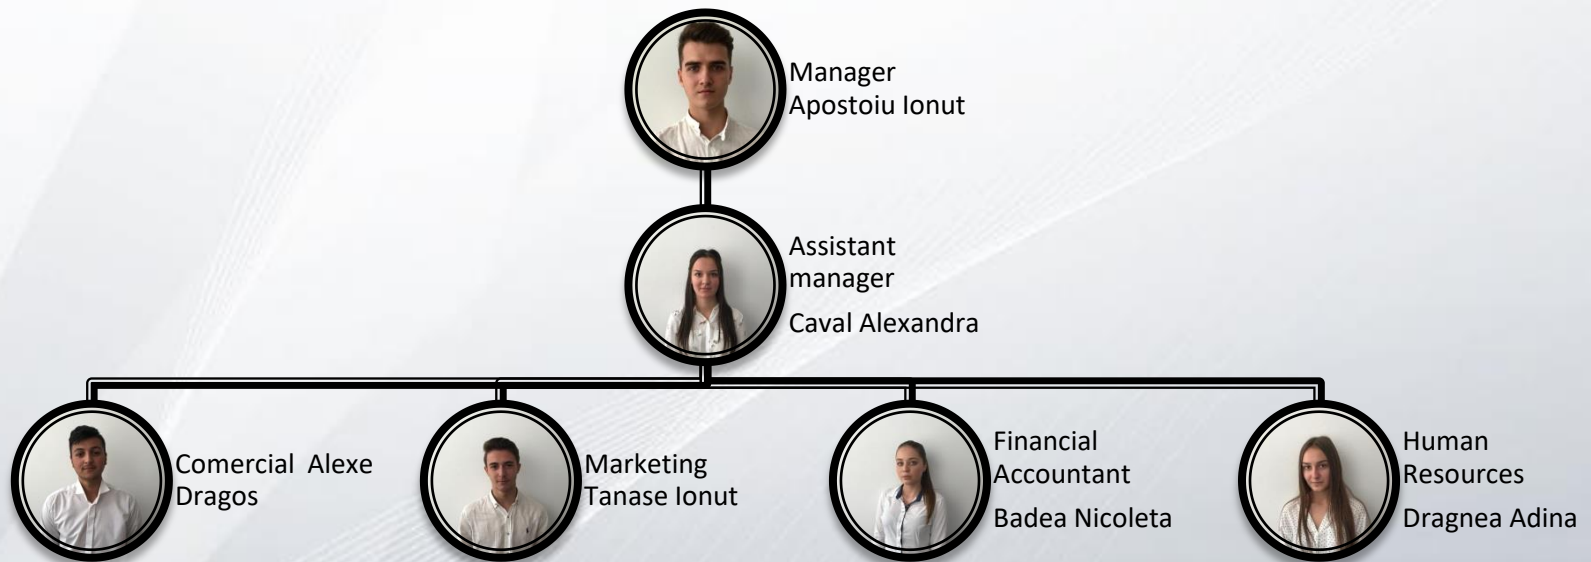 Manager
Apostoiu Ionut
Assistant
manager
Caval Alexandra
Comercial  Alexe
Dragos
Marketing
Tanase Ionut
Financial
Accountant
Badea Nicoleta
Human
Resources
Dragnea Adina